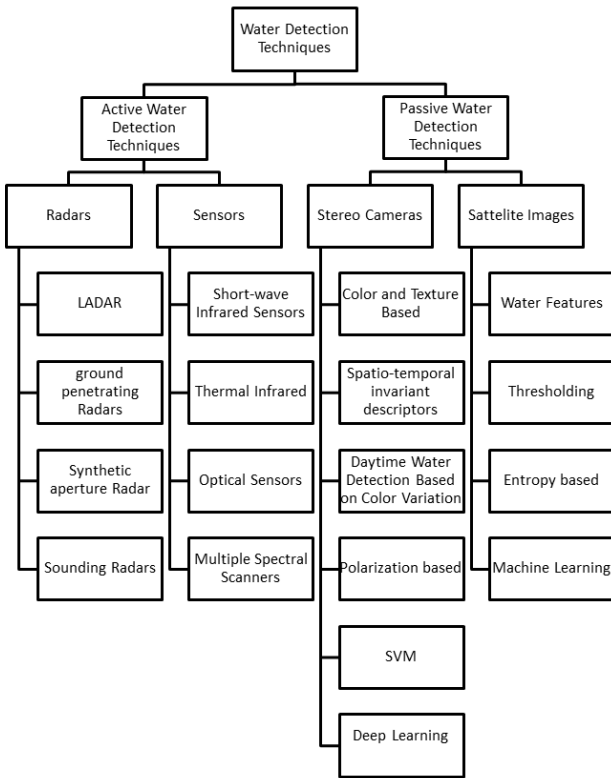 Water Detection
Techniques
Active Water
Detection
Techniques
Passive Water
Detection
Techniques
Radars
Sensors
Stereo Cameras
Sattelite Images
LADAR
ground
penetrating
Radars
Synthetic
aperture Radar
Sounding Radars
Short-wave
Infrared Sensors
Thermal Infrared
Optical Sensors
Multiple Spectral
Scanners
Color and Texture
Based
Spatio-temporal
invariant
descriptors
Daytime Water
Detection Based
on Color Variation
Polarization based
SVM
Deep Learning
Water Features
Thresholding
Entropy based
Machine Learning